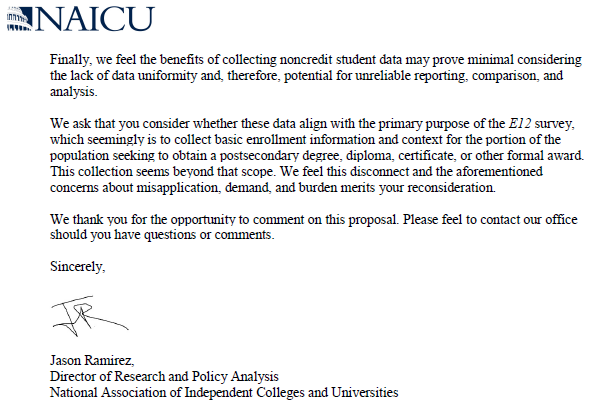 NAICU
Finally, we feel the benefits of collecting noncredit student data may prove minimal considering
the lack of data uniformity and, therefore, potential for unreliable reporting, comparison, and
analysis.
We ask that you consider whether these data align with the primary purpose of the E12 survey,
which seemingly is to collect basic enrollment information and context for the portion of the
population seeking to obtain a postsecondary degree, diploma, certificate, or other formal award.
This collection seems beyond that scope. We feel this disconnect and the aforementioned
concerns about misapplication, demand, and burden merits your reconsideration.
We thank you for the opportunity to comment on this proposal. Please feel to contact our office
should you have questions or comments.
Sincerely,
JR
Jason Ramirez,
Director of Research and Policy Analysis
National Association of Independent Colleges and Universities